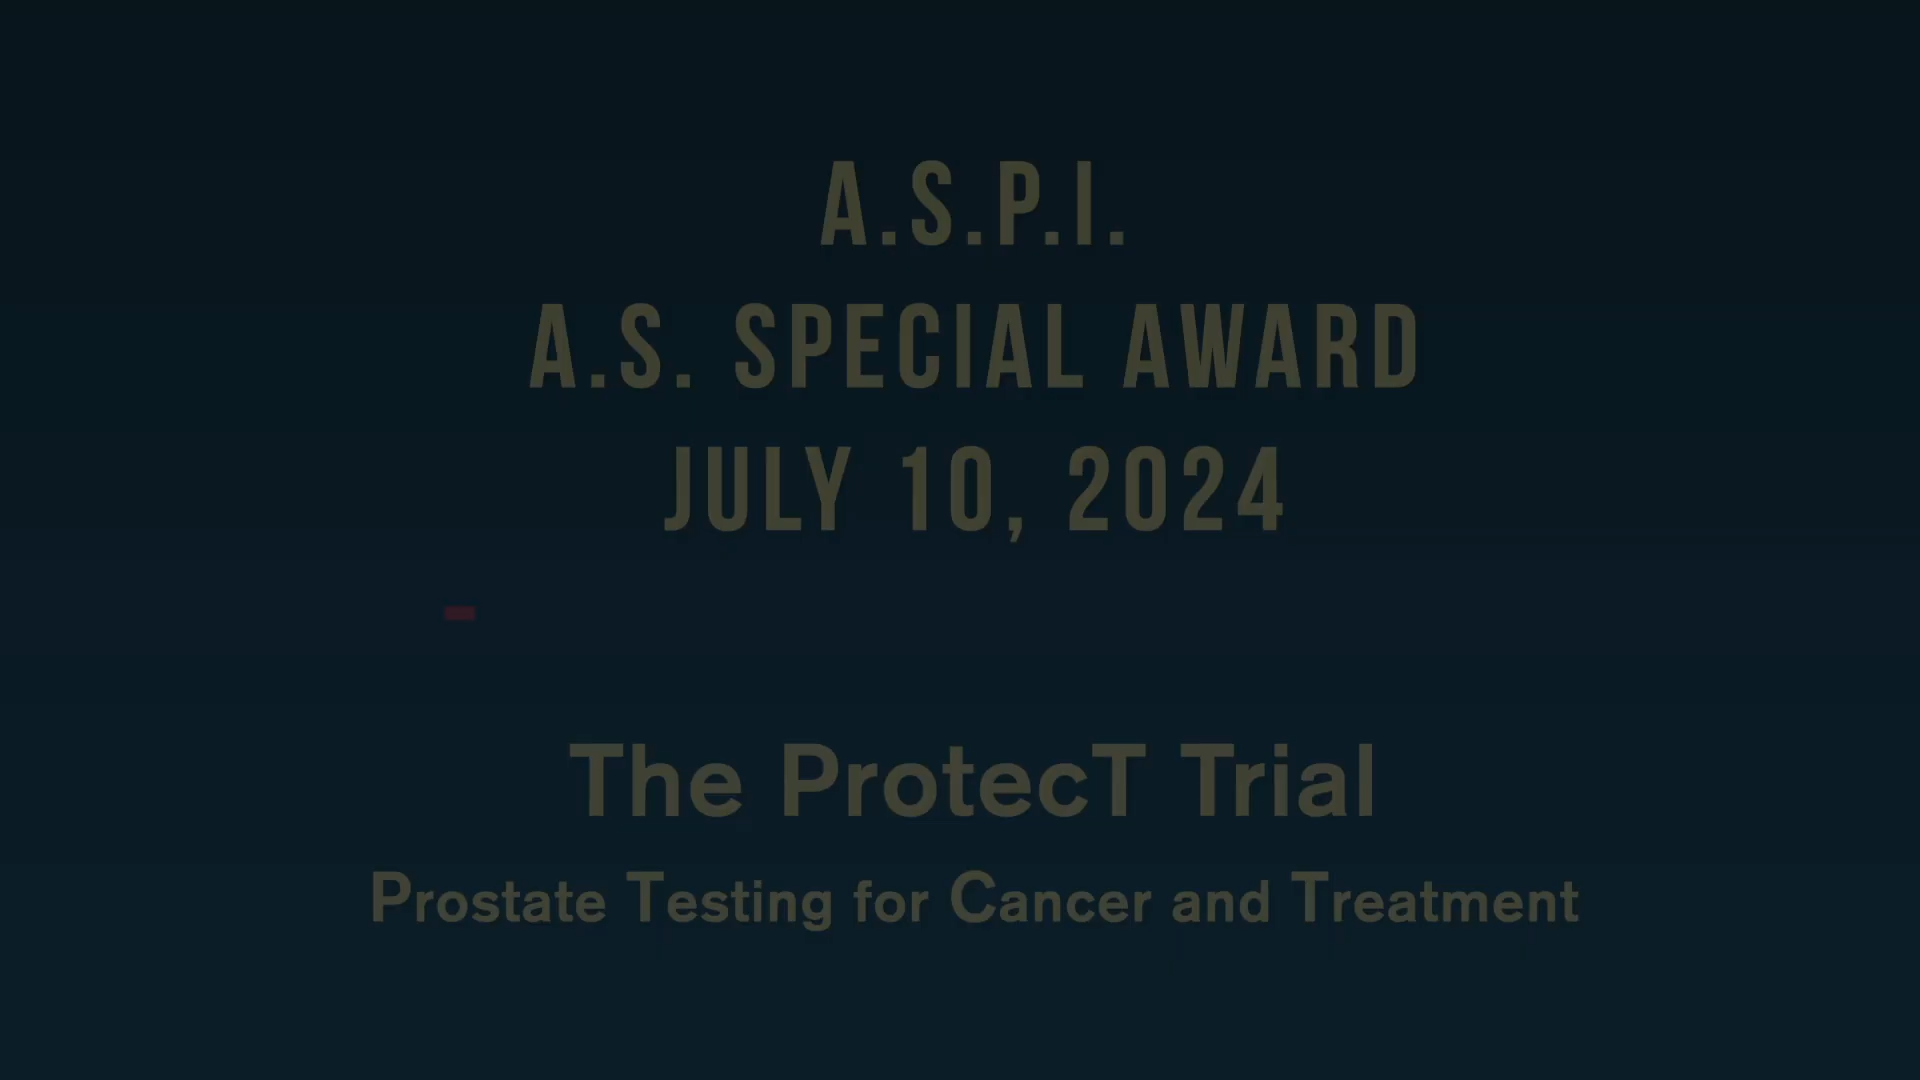 A.S.P.I.
A.S. SPECIAL AWARD
JULY 10, 2024
The ProtecT Trial
Prostate Testing for Cancer and Treatment